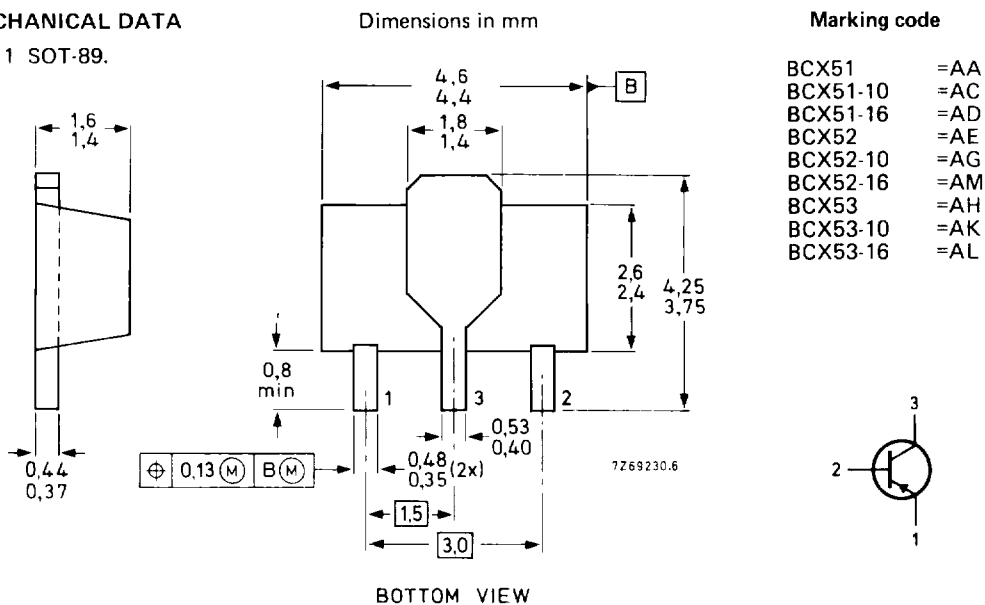 CHANICAL DATA
Dimensions in mm
Marking code
1 SOT-89.
BCX51 =AA
BCX51-10 =AC
BCX51-16 =AD
BCX52 =AE
BCX52-10 =AG
BCX52-16 =AM
BCX53 =AH
BCX53-10 =AK
BCX53-16 =AL
4,6
4,4
B
1,8
1,4
1,6
1,4
2,6
2,4
4,25
3,75
0,8
min
1
3
2
0,53
0,40
0,44
0,37
0,13 M B M
0,48
0,35 (2x)
7Z69230.6
1,5
3,0
BOTTOM VIEW
3
2
1